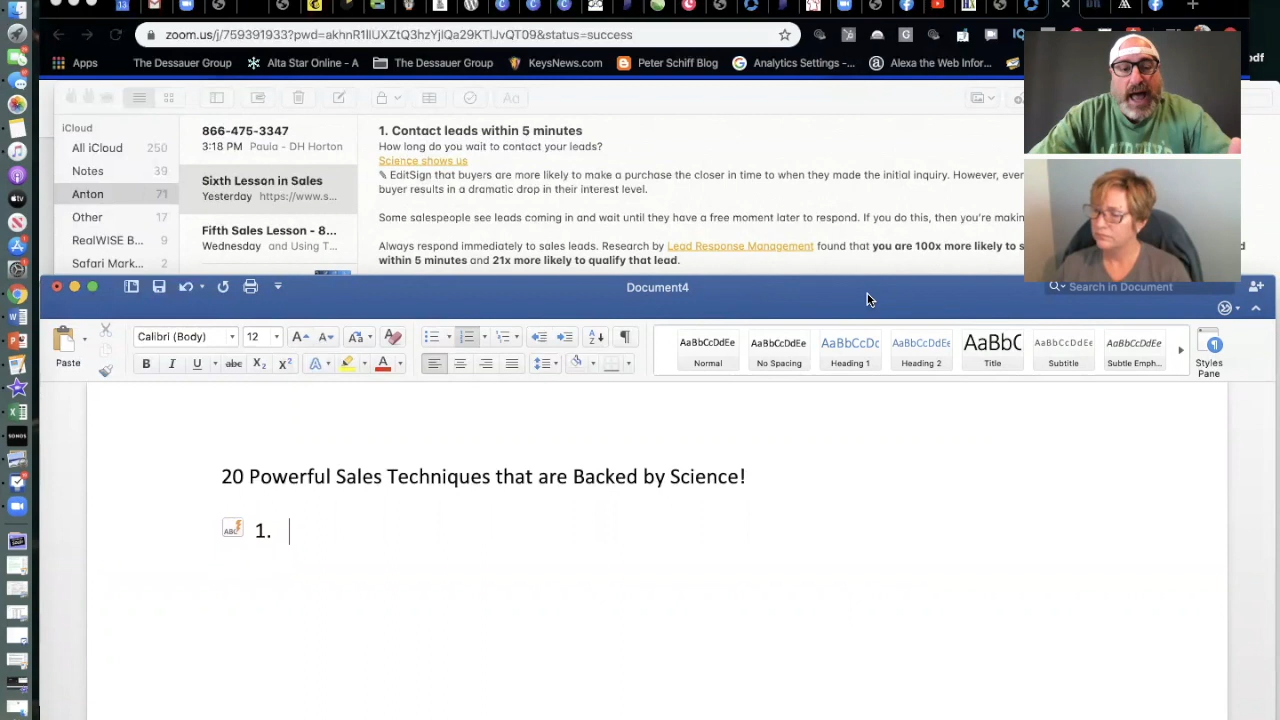 zoom.us/j/759391933?pwd=akhnR1llUXZtQ3hzYjlQa29KTlJvQT09&status=success
Apps The Dessauer Group Alta Star Online - A The Dessauer Group KeysNews.com Peter Schiff Blog Analytics Settings -... Alexa the Web Infor... pdf
iCloud
All iCloud 250
Notes 39
Anton 71
Other 17
RealWISE B... 9
Safari Mark... 2
866-475-3347
3:18 PM Paula - DH Horton
Sixth Lesson in Sales
Yesterday https://www.s...
Fifth Sales Lesson - 8...
Wednesday and Using T...
1. Contact leads within 5 minutes
How long do you wait to contact your leads?
Science shows us
✎ EditSign that buyers are more likely to make a purchase the closer in time to when they made the initial inquiry. However,
buyer results in a dramatic drop in their interest level.
Some salespeople see leads coming in and wait until they have a free moment later to respond. If you do this, then you're
Always respond immediately to sales leads. Research by Lead Response Management found that you are 100x more likely to
within 5 minutes and 21x more likely to qualify that lead.
Document4
Search in Document
Paste
Calibri (Body) 12
AaBbCcDdEe AaBbCcDdEe AaBbCcDc AaBbCcDdEe AaBbC AaBbCcDdEe AaBbCcDdEe
Normal No Spacing Heading 1 Heading 2 Title Subtitle Subtle Emph...
Styles
Pane
20 Powerful Sales Techniques that are Backed by Science!
1.